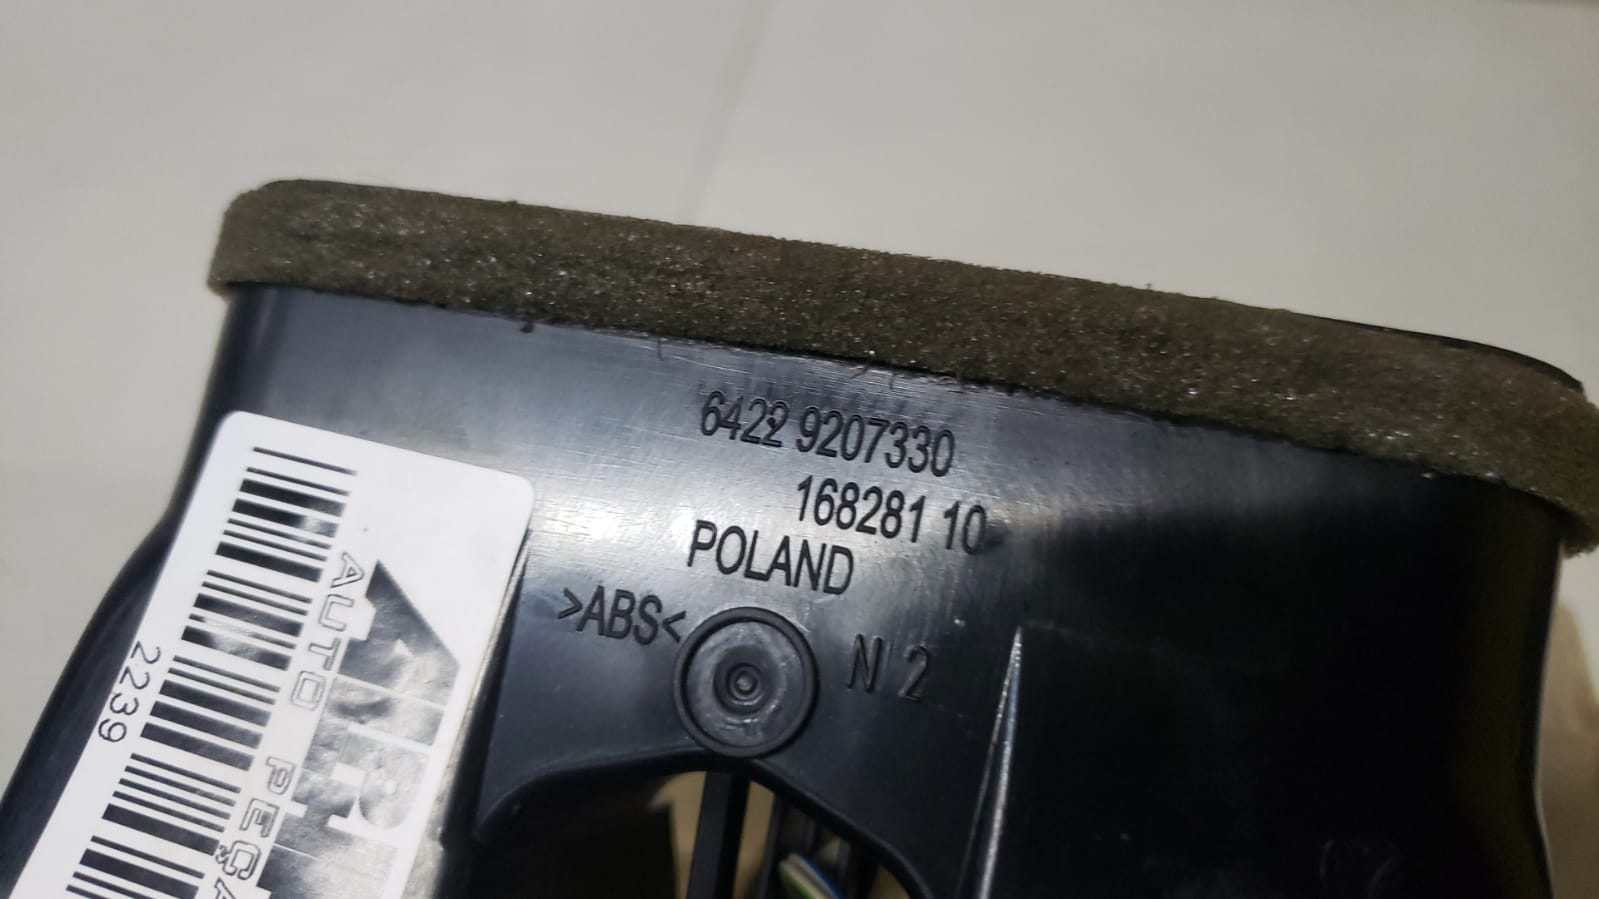 6422 9207330
168281 10
POLAND
>ABS<
N 2
AUTO PEÇA
2239